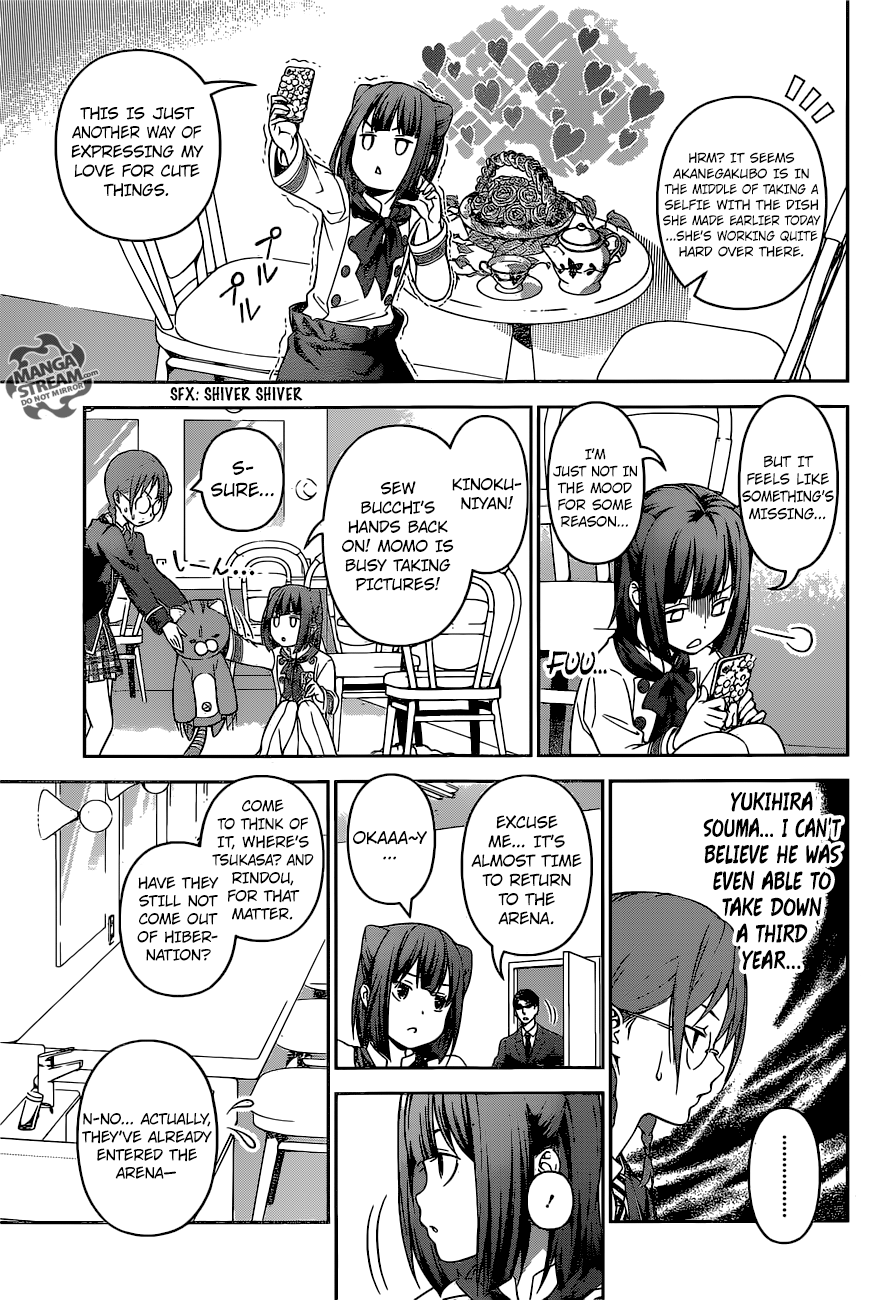 HRM? IT SEEMS
AKANEGAKUBO IS
IN THE MIDDLE OF
TAKING A
SELFIE WITH THE DISH
SHE MADE EARLIER TODAY
...SHE'S WORKING QUITE
HARD OVER THERE.
THIS IS JUST
ANOTHER WAY OF
EXPRESSING MY
LOVE FOR CUTE
THINGS.
プルプル
MANGA
STREAM.com
DO NOT MIRROR
SFX: SHIVER SHIVER
BUT IT
FEELS LIKE
SOMETHING'S
MISSING...
I'M
JUST NOT IN
THE MOOD
FOR SOME
REASON...
FUU...
KINOKU-
NIYAN!
SEW
BUCCHI'S
HANDS BACK
ON! MOMO IS
BUSY TAKING
PICTURES!
S-
SURE...
しーん...
YUKIHIRA
SOUMA... I CAN'T
BELIEVE HE WAS
EVEN ABLE TO
TAKE DOWN
A THIRD
YEAR...
..........
EXCUSE
ME... IT'S
ALMOST TIME
TO RETURN
TO THE
ARENA.
OKAAA~Y
...
!
COME
TO THINK OF
IT, WHERE'S
TSUKASA? AND
RINDOU,
FOR THAT
MATTER.
HAVE THEY
STILL NOT
COME OUT
OF HIBER-
NATION?
N-NO... ACTUALLY,
THEY'VE ALREADY
ENTERED THE
ARENA—